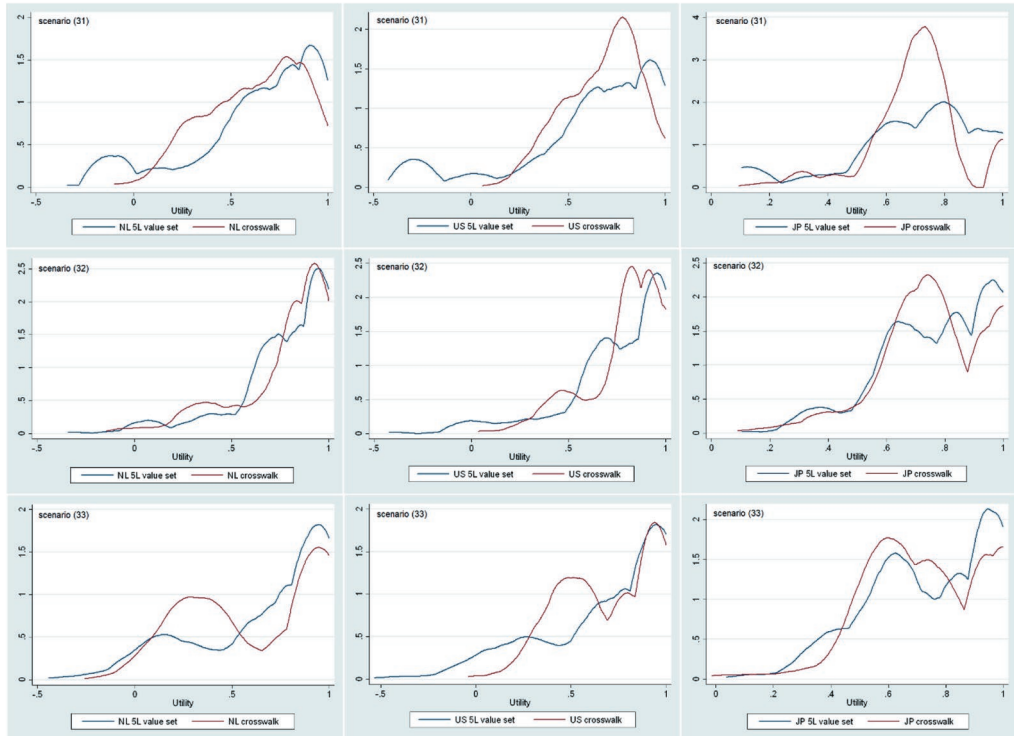 scenario (31)
2
1.5
1
.5
0
-.5 0 .5 1
Utility
NL 5L value set NL crosswalk
scenario (31)
2
1.5
1
.5
0
-.5 0 .5 1
Utility
US 5L value set US crosswalk
scenario (31)
4
3
2
1
0
0 .2 .4 .6 .8 1
Utility
JP 5L value set JP crosswalk
scenario (32)
2.5
2
1.5
1
.5
0
-.5 0 .5 1
Utility
NL 5L value set NL crosswalk
scenario (32)
2.5
2
1.5
1
.5
0
-.5 0 .5 1
Utility
US 5L value set US crosswalk
scenario (32)
2.5
2
1.5
1
.5
0
0 .2 .4 .6 .8 1
Utility
JP 5L value set JP crosswalk
scenario (33)
2
1.5
1
.5
0
-.5 0 .5 1
Utility
NL 5L value set NL crosswalk
scenario (33)
2
1.5
1
.5
0
-.5 0 .5 1
Utility
US 5L value set US crosswalk
scenario (33)
2
1.5
1
.5
0
0 .2 .4 .6 .8 1
Utility
JP 5L value set JP crosswalk